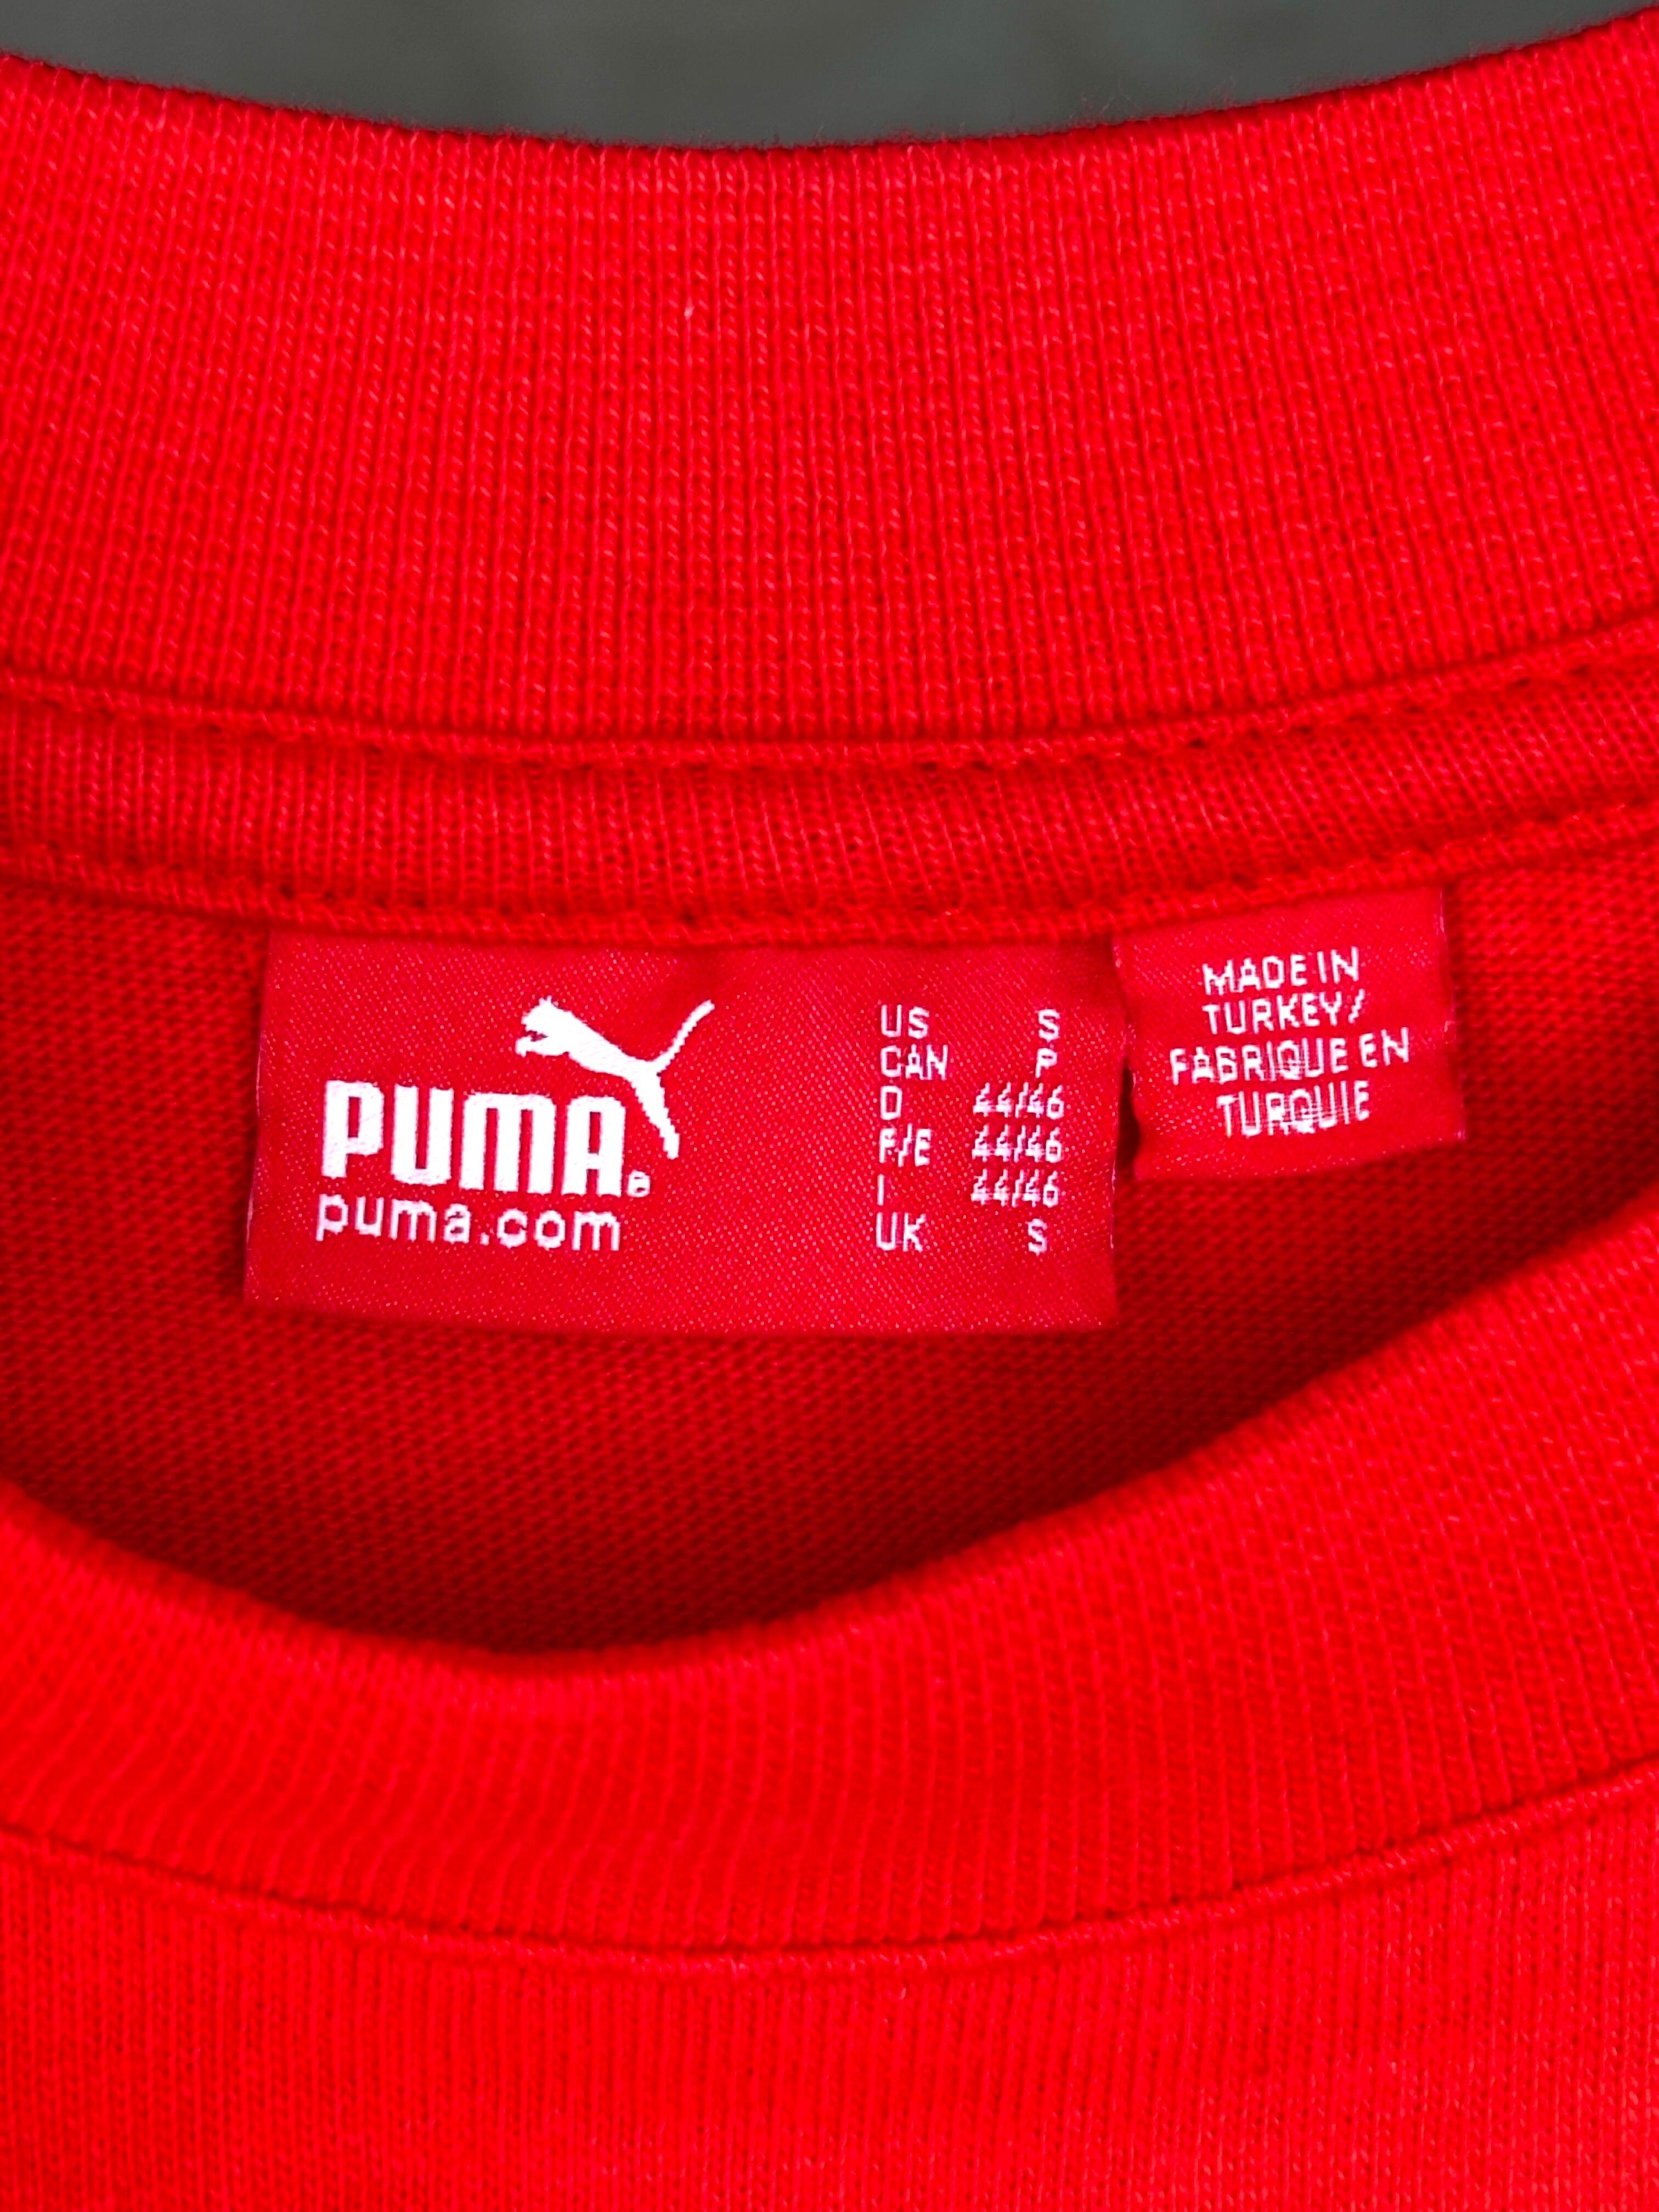 PUMA®
puma.com
US S
CAN P
D 44/46
F/E 44/46
I 44/46
UK S
MADE IN
TURKEY/
FABRIQUE EN
TURQUIE